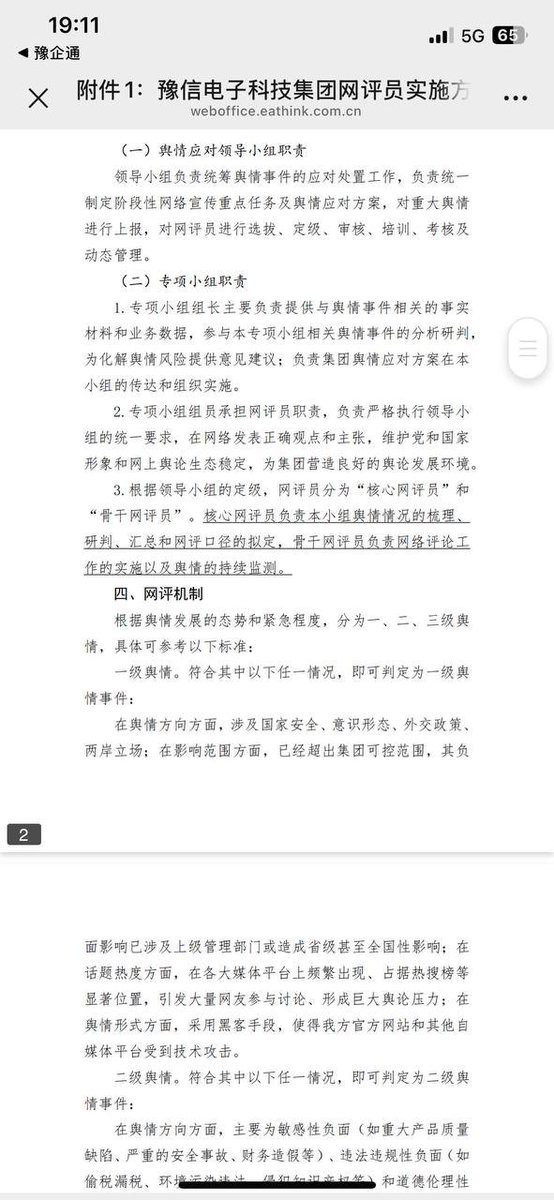 19:11
5G
65
◀ 豫企通
附件1：豫信电子科技集团网评员实施方
weboffice.eathink.com.cn
（一）舆情应对领导小组职责
领导小组负责统筹舆情事件的应对处置工作，负责统一
制定阶段性网络宣传重点任务及舆情应对方案，对重大舆情
进行上报，对网评员进行选拔、定级、审核、培训、考核及
动态管理。
（二）专项小组职责
1.专项小组组长主要负责提供与舆情事件相关的事实
材料和业务数据，参与本专项小组相关舆情事件的分析研判，
为化解舆情风险提供意见建议；负责集团舆情应对方案在本
小组的传达和组织实施。
2.专项小组组员承担网评员职责，负责严格执行领导小
组的统一要求，在网络发表正确观点和主张，维护党和国家
形象和网上舆论生态稳定，为集团营造良好的舆论发展环境。
3.根据领导小组的定级，网评员分为“核心网评员”和
“骨干网评员”。核心网评员负责本小组舆情情况的梳理、
研判、汇总和网评口径的拟定，骨干网评员负责网络评论工
作的实施以及舆情的持续监测。
四、网评机制
根据舆情发展的态势和紧急程度，分为一、二、三级舆
情，具体可参考以下标准：
一级舆情。符合其中以下任一情况，即可判定为一级舆
情事件：
在舆情方向方面，涉及国家安全、意识形态、外交政策、
两岸立场；在影响范围方面，已经超出集团可控范围，其负
2
面影响已涉及上级管理部门或造成省级甚至全国性影响；在
话题热度方面，在各大媒体平台上频繁出现、占据热搜榜等
显著位置，引发大量网友参与讨论、形成巨大舆论压力；在
舆情形式方面，采用黑客手段，使得我方官方网站和其他自
媒体平台受到技术攻击。
二级舆情。符合其中以下任一情况，即可判定为二级舆
情事件：
在舆情方向方面，主要为敏感性负面（如重大产品质量
缺陷、严重的安全事故、财务造假等）、违法违规性负面（如
偷税漏税、环境污染违法、侵犯知识产权等）和道德伦理性